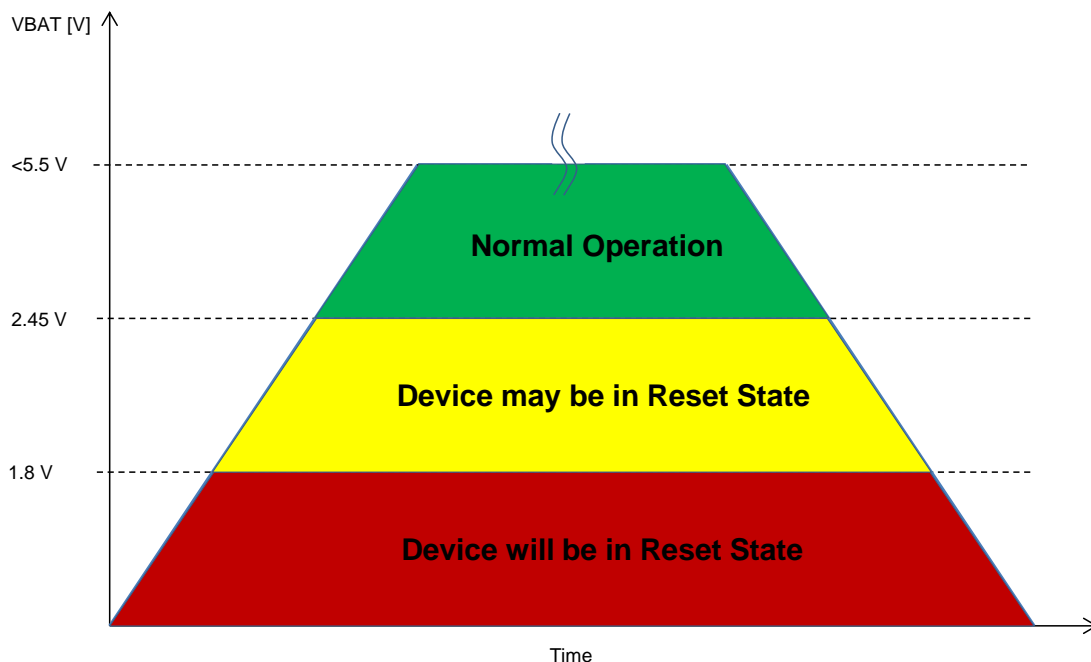 VBAT [V]
<5.5 V
Normal Operation
2.45 V
Device may be in Reset State
1.8 V
Device will be in Reset State
Time